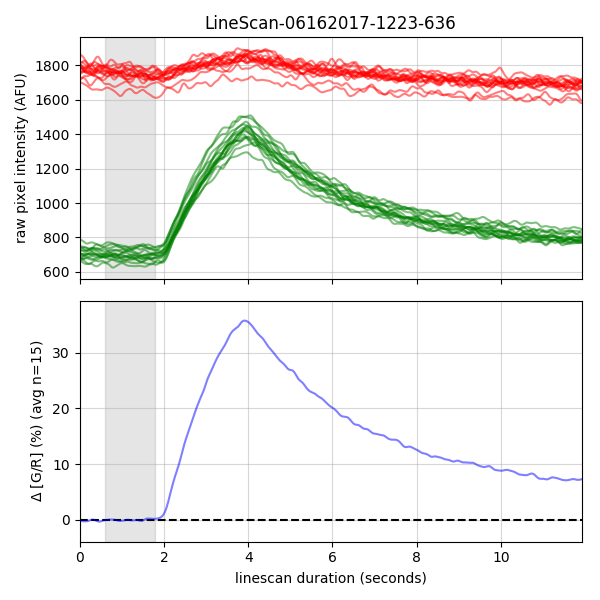 LineScan-06162017-1223-636
raw pixel intensity (AFU)
1800
1600
1400
1200
1000
800
600
Δ [G/R] (%) (avg n=15)
30
20
10
0
0 2 4 6 8 10
linescan duration (seconds)